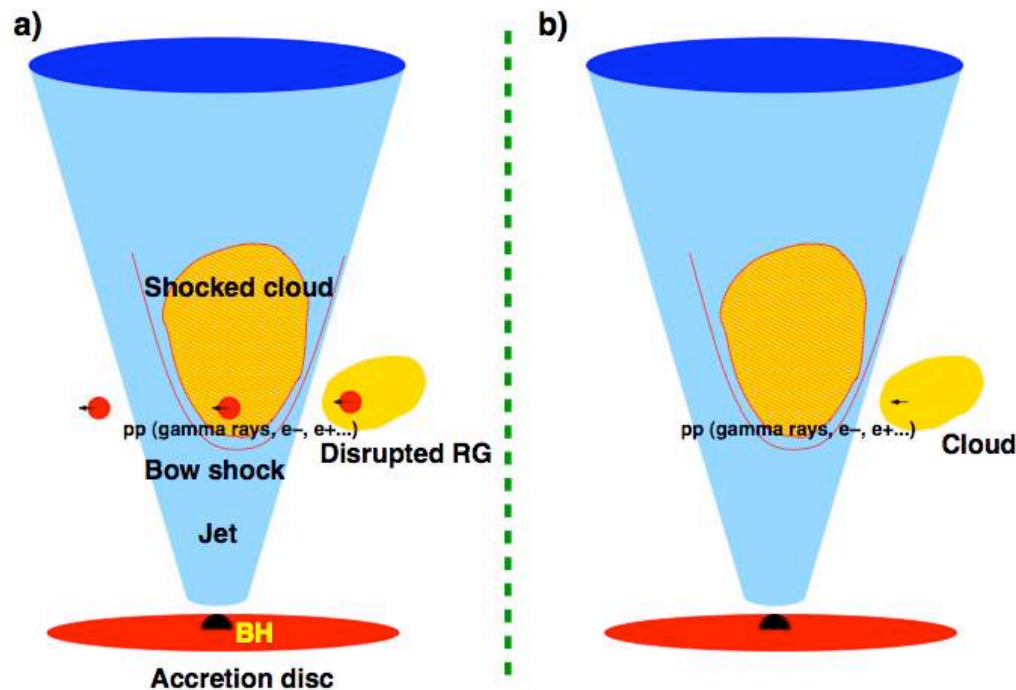 a)
Shocked cloud
pp (gamma rays, e–, e+...)
Disrupted RG
Bow shock
Jet
BH
Accretion disc
b)
pp (gamma rays, e–, e+...)
Cloud